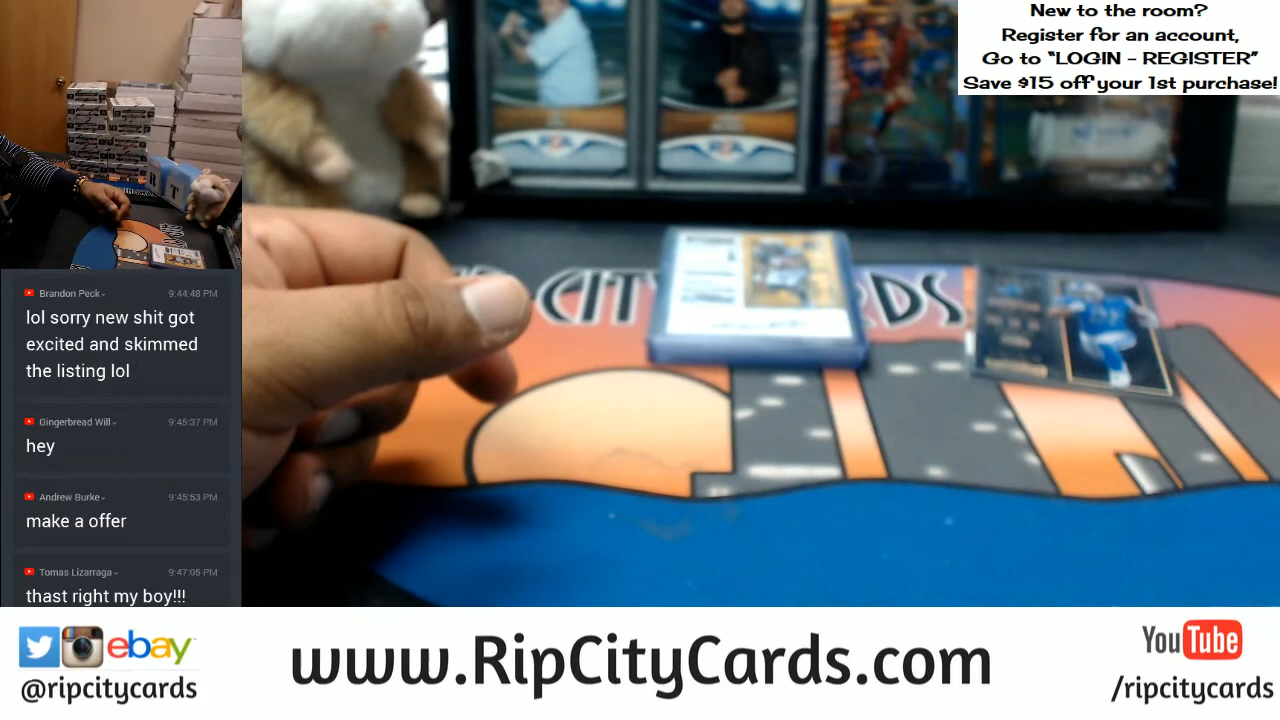 New to the room?
Register for an account,
Go to "LOGIN - REGISTER"
Save $15 off your 1st purchase!
Brandon Peck
9:44:48 PM
lol sorry new shit got
excited and skimmed
the listing lol
Gingerbread Will
9:45:37 PM
hey
Andrew Burke
9:45:53 PM
make a offer
Tomas Lizarraga
9:47:05 PM
thast right my boy!!!
CITY CARDS
ebay
@ripcitycards
www.RipCityCards.com
YouTube
/ripcitycards